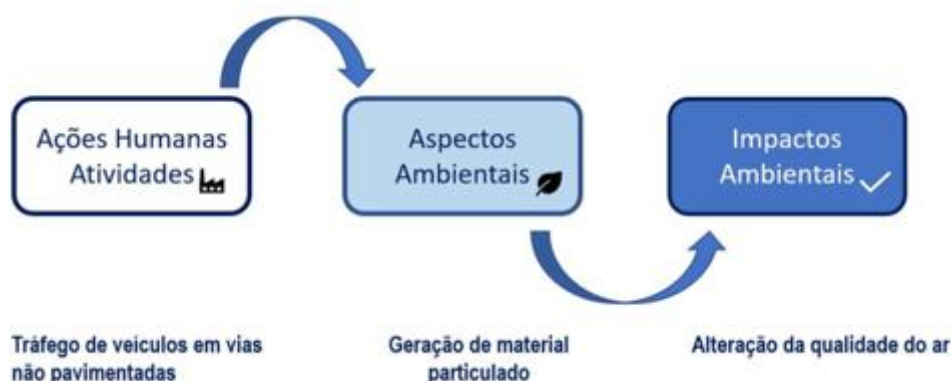 Ações Humanas
Atividades
Aspectos
Ambientais
Impactos
Ambientais
Tráfego de veículos em vias
não pavimentadas
Geração de material
particulado
Alteração da qualidade do ar